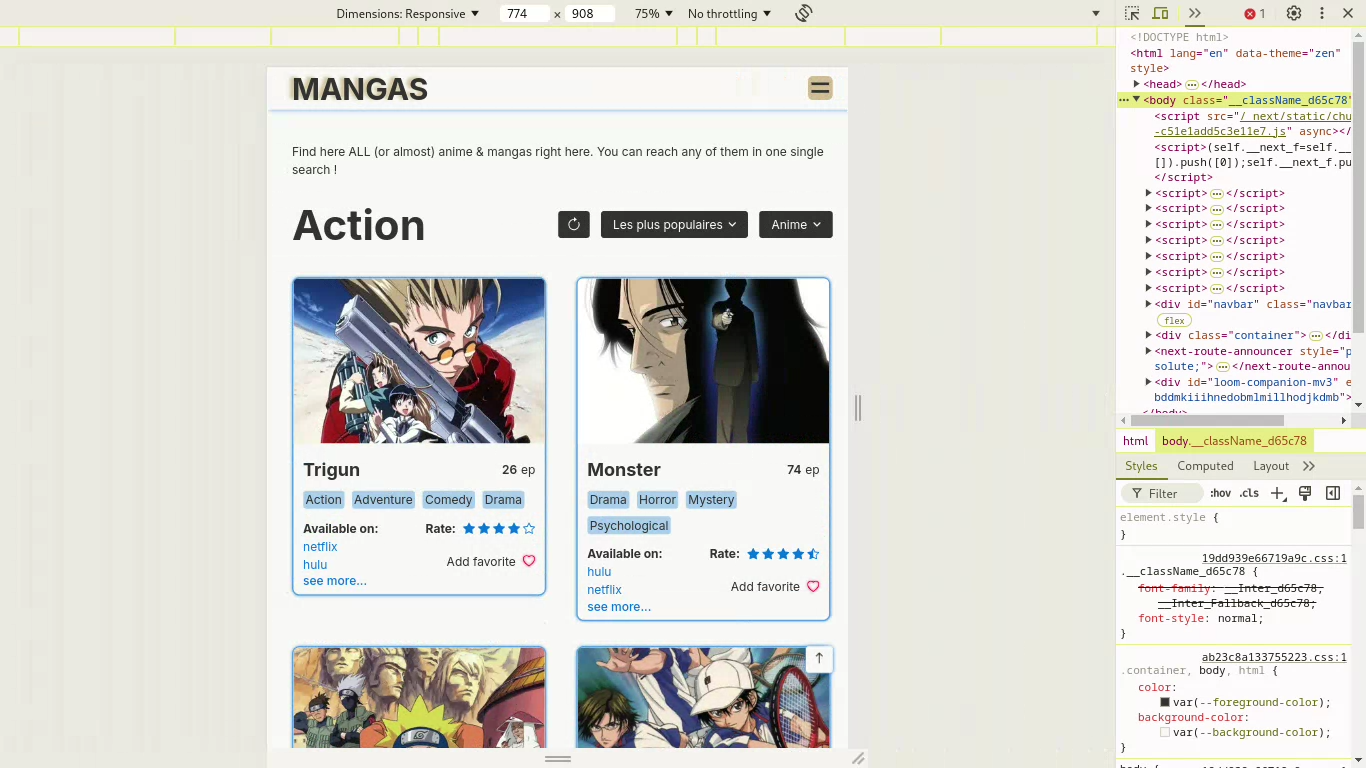 Dimensions: Responsive ▼ 774 × 908 75% ▼ No throttling ▼
1
MANGAS
Find here ALL (or almost) anime & mangas right here. You can reach any of them in one single
search !
Action
Les plus populaires
Anime
Trigun
26 ep
Action Adventure Comedy Drama
Available on:
Rate:
netflix
hulu
Add favorite
see more...
Monster
74 ep
Drama Horror Mystery
Psychological
Available on:
Rate:
hulu
netflix
Add favorite
see more...
<!DOCTYPE html>
<html lang="en" data-theme="zen"
style>
<head> ••• </head>
<body class="__className_d65c78"
<script src="/_next/static/chu
-c51e1add5c3e11e7.js" async></
<script>(self.__next_f=self.__
[]).push([0]);self.__next_f.pu
</script>
<script> ••• </script>
<script> ••• </script>
<script> ••• </script>
<script> ••• </script>
<script> ••• </script>
<script> ••• </script>
<script> ••• </script>
<div id="navbar" class="navbar
flex
<div class="container"> ••• </di
<next-route-announcer style="p
solute;"> ••• </next-route-annou
<div id="loom-companion-mv3" e
bddmkiiihnedobmlmillhodjkdmb">
</body>
html body.__className_d65c78
Styles Computed Layout
Filter :hov .cls
element.style {
}
19dd939e66719a9c.css:1
.__className_d65c78 {
font-family: __Inter_d65c78,
__Inter_Fallback_d65c78;
font-style: normal;
}
ab23c8a133755223.css:1
.container, body, html {
color:
var(--foreground-color);
background-color:
var(--background-color);
}